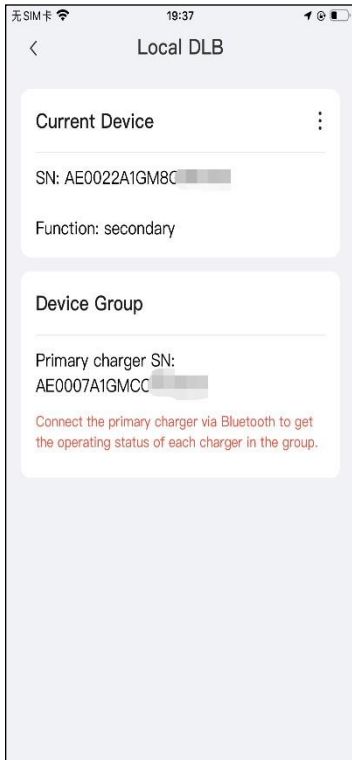 无SIM卡 19:37
Local DLB
Current Device
SN: AE0022A1GM8
Function: secondary
Device Group
Primary charger SN:
AE0007A1GMCC
Connect the primary charger via Bluetooth to get
the operating status of each charger in the group.